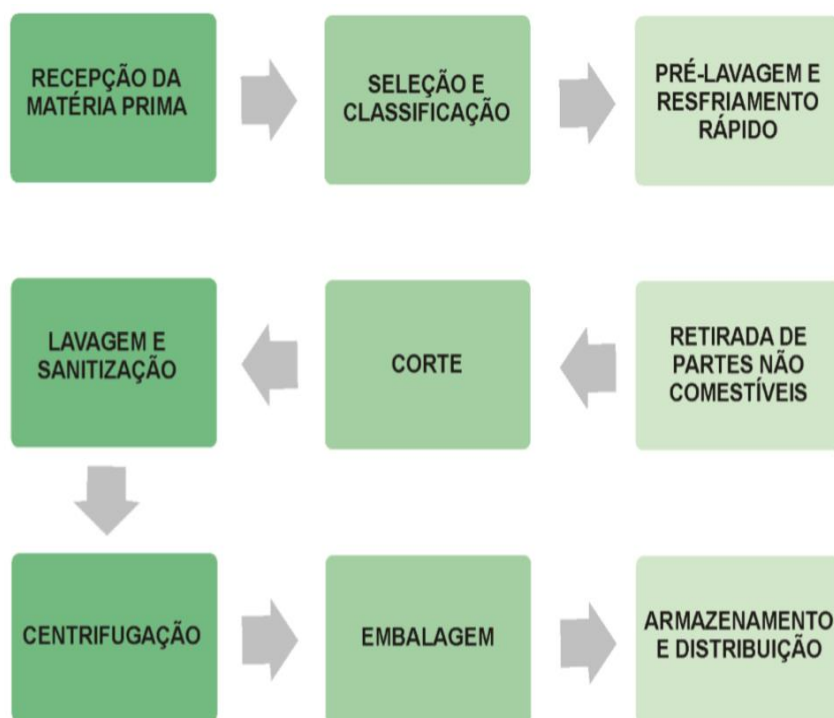 RECEPÇÃO DA
MATÉRIA PRIMA
SELEÇÃO E
CLASSIFICAÇÃO
PRÉ-LAVAGEM E
RESFRIAMENTO
RÁPIDO
LAVAGEM E
SANITIZAÇÃO
CORTE
RETIRADA DE
PARTES NÃO
COMESTÍVEIS
CENTRIFUGAÇÃO
EMBALAGEM
ARMAZENAMENTO
E DISTRIBUIÇÃO